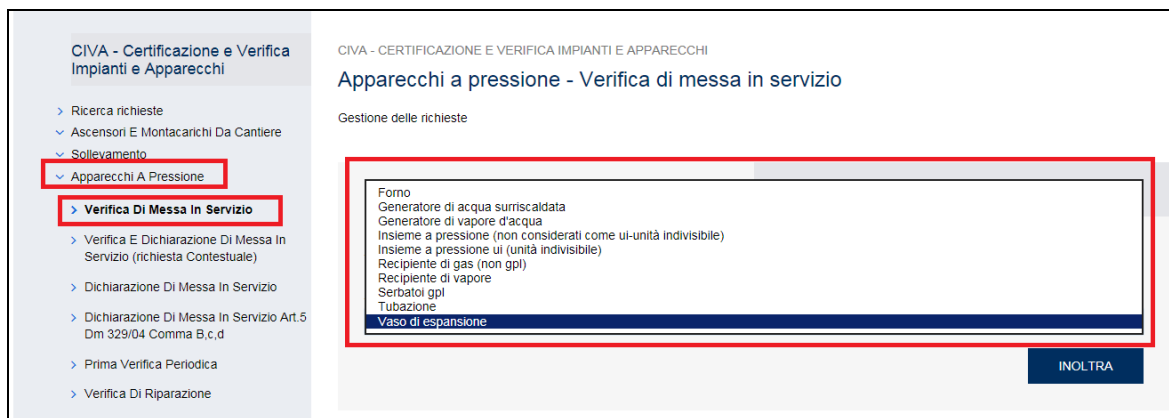 CIVA - Certificazione e Verifica
Impianti e Apparecchi
Ricerca richieste
Ascensori E Montacarichi Da Cantiere
Sollevamento
Apparecchi A Pressione
Verifica Di Messa In Servizio
Verifica E Dichiarazione Di Messa In
Servizio (richiesta Contestuale)
Dichiarazione Di Messa In Servizio
Dichiarazione Di Messa In Servizio Art.5
Dm 329/04 Comma B,c,d
Prima Verifica Periodica
Verifica Di Riparazione
CIVA - CERTIFICAZIONE E VERIFICA IMPIANTI E APPARECCHI
Apparecchi a pressione - Verifica di messa in servizio
Gestione delle richieste
Forno
Generatore di acqua surriscaldata
Generatore di vapore d'acqua
Insieme a pressione (non considerati come ui-unità indivisibile)
Insieme a pressione ui (unità indivisibile)
Recipiente di gas (non gpl)
Recipiente di vapore
Serbatoi gpl
Tubazione
Vaso di espansione
INOLTRA